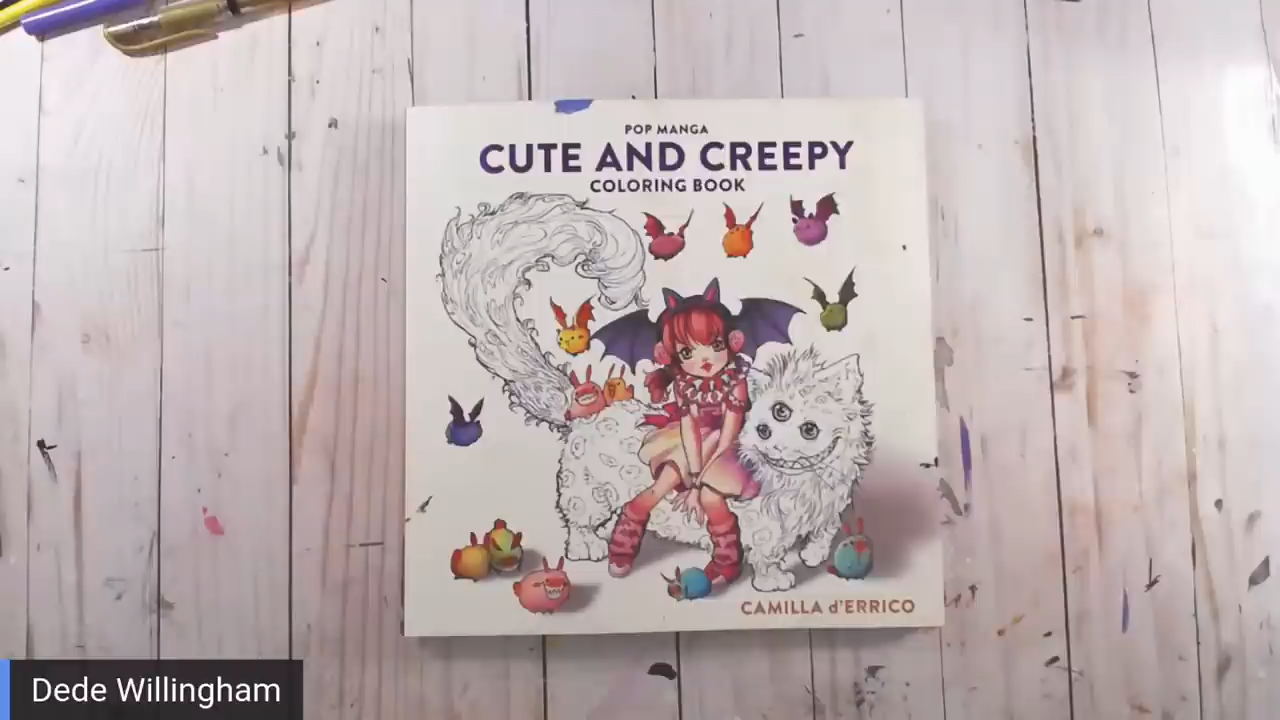 POP MANGA
CUTE AND CREEPY
COLORING BOOK
CAMILLA d'ERRICO
Dede Willingham